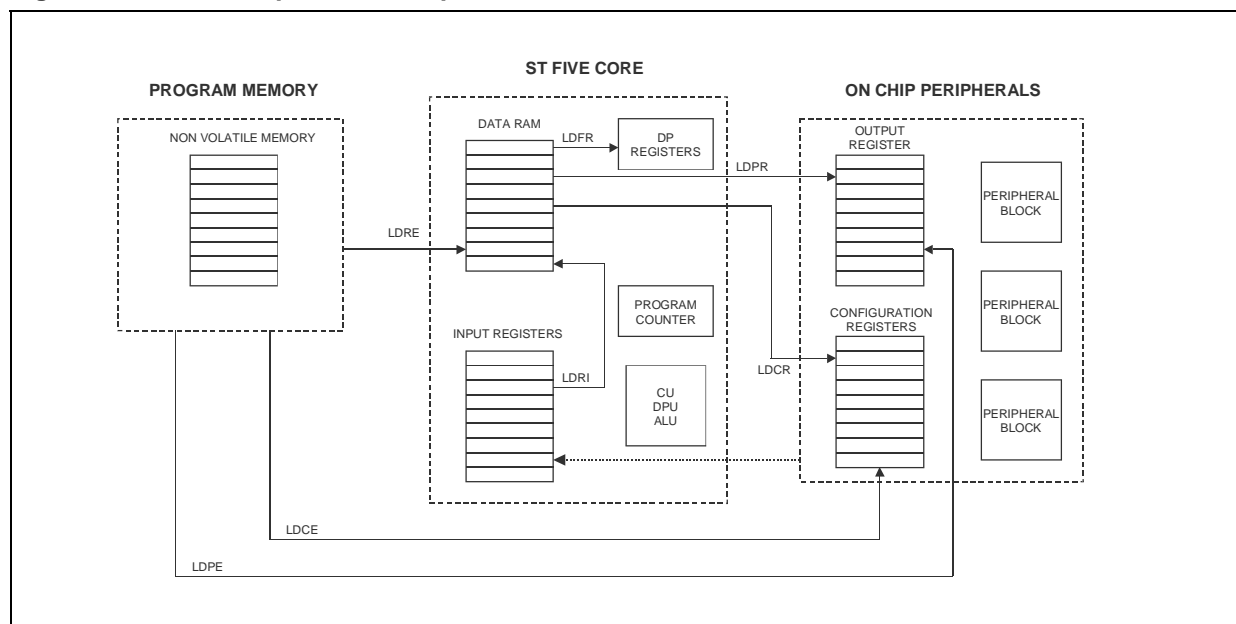 ST FIVE CORE
PROGRAM MEMORY
ON CHIP PERIPHERALS
NON VOLATILE MEMORY
DATA RAM
LDFR
DP
REGISTERS
OUTPUT
REGISTER
LDPR
PERIPHERAL
BLOCK
LDRE
PROGRAM
COUNTER
PERIPHERAL
BLOCK
INPUT REGISTERS
CONFIGURATION
REGISTERS
LDRI
LDCR
CU
DPU
ALU
PERIPHERAL
BLOCK
LDCE
LDPE